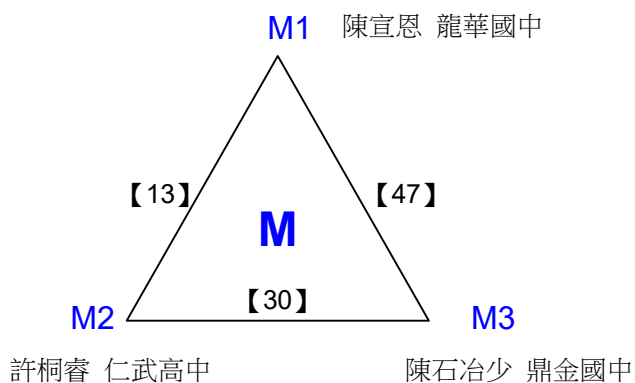 M1 陳宣恩 龍華國中
【13】 【47】
M
【30】
M2 M3
許桐睿 仁武高中 陳石冶少 鼎金國中